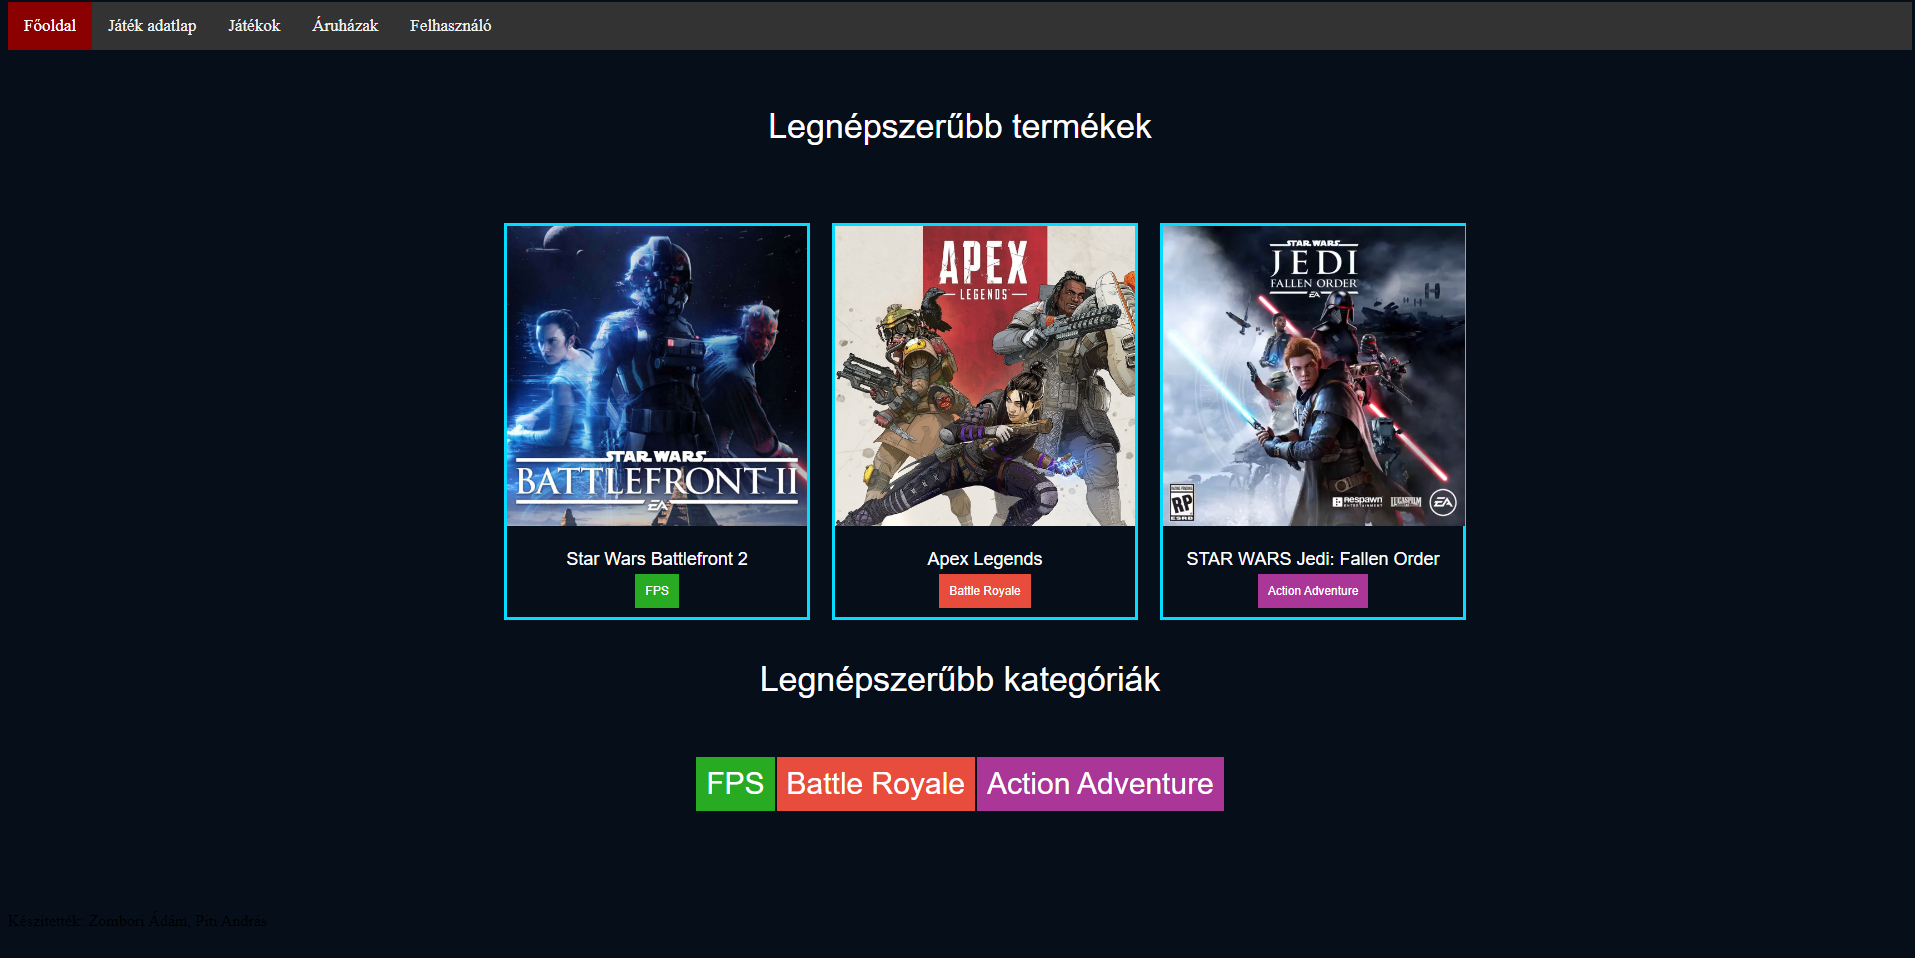 Főoldal
Játék adatlap
Játékok
Áruházak
Felhasználó
Legnépszerűbb termékek
STAR WARS
BATTLEFRONT II
EA
APEX
LEGENDS
STAR WARS
JEDI
FALLEN ORDER
EA
RP
ESRB
RESPAWN
ENTERTAINMENT
LUCASFILM
EA
Star Wars Battlefront 2
FPS
Apex Legends
Battle Royale
STAR WARS Jedi: Fallen Order
Action Adventure
Legnépszerűbb kategóriák
FPS
Battle Royale
Action Adventure
Készítették: Zombori Ádám, Piti András